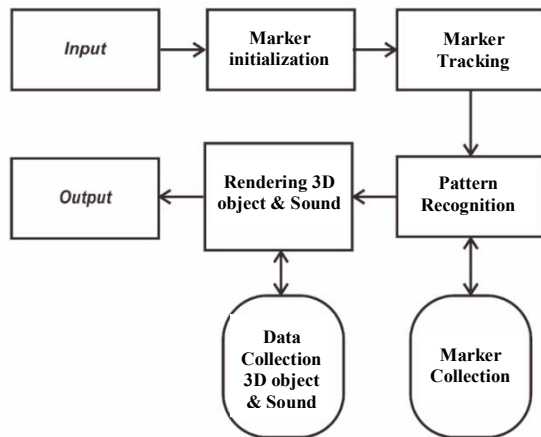 Input
Marker
initialization
Marker
Tracking
Output
Rendering 3D
object & Sound
Pattern
Recognition
Data
Collection
3D object
& Sound
Marker
Collection